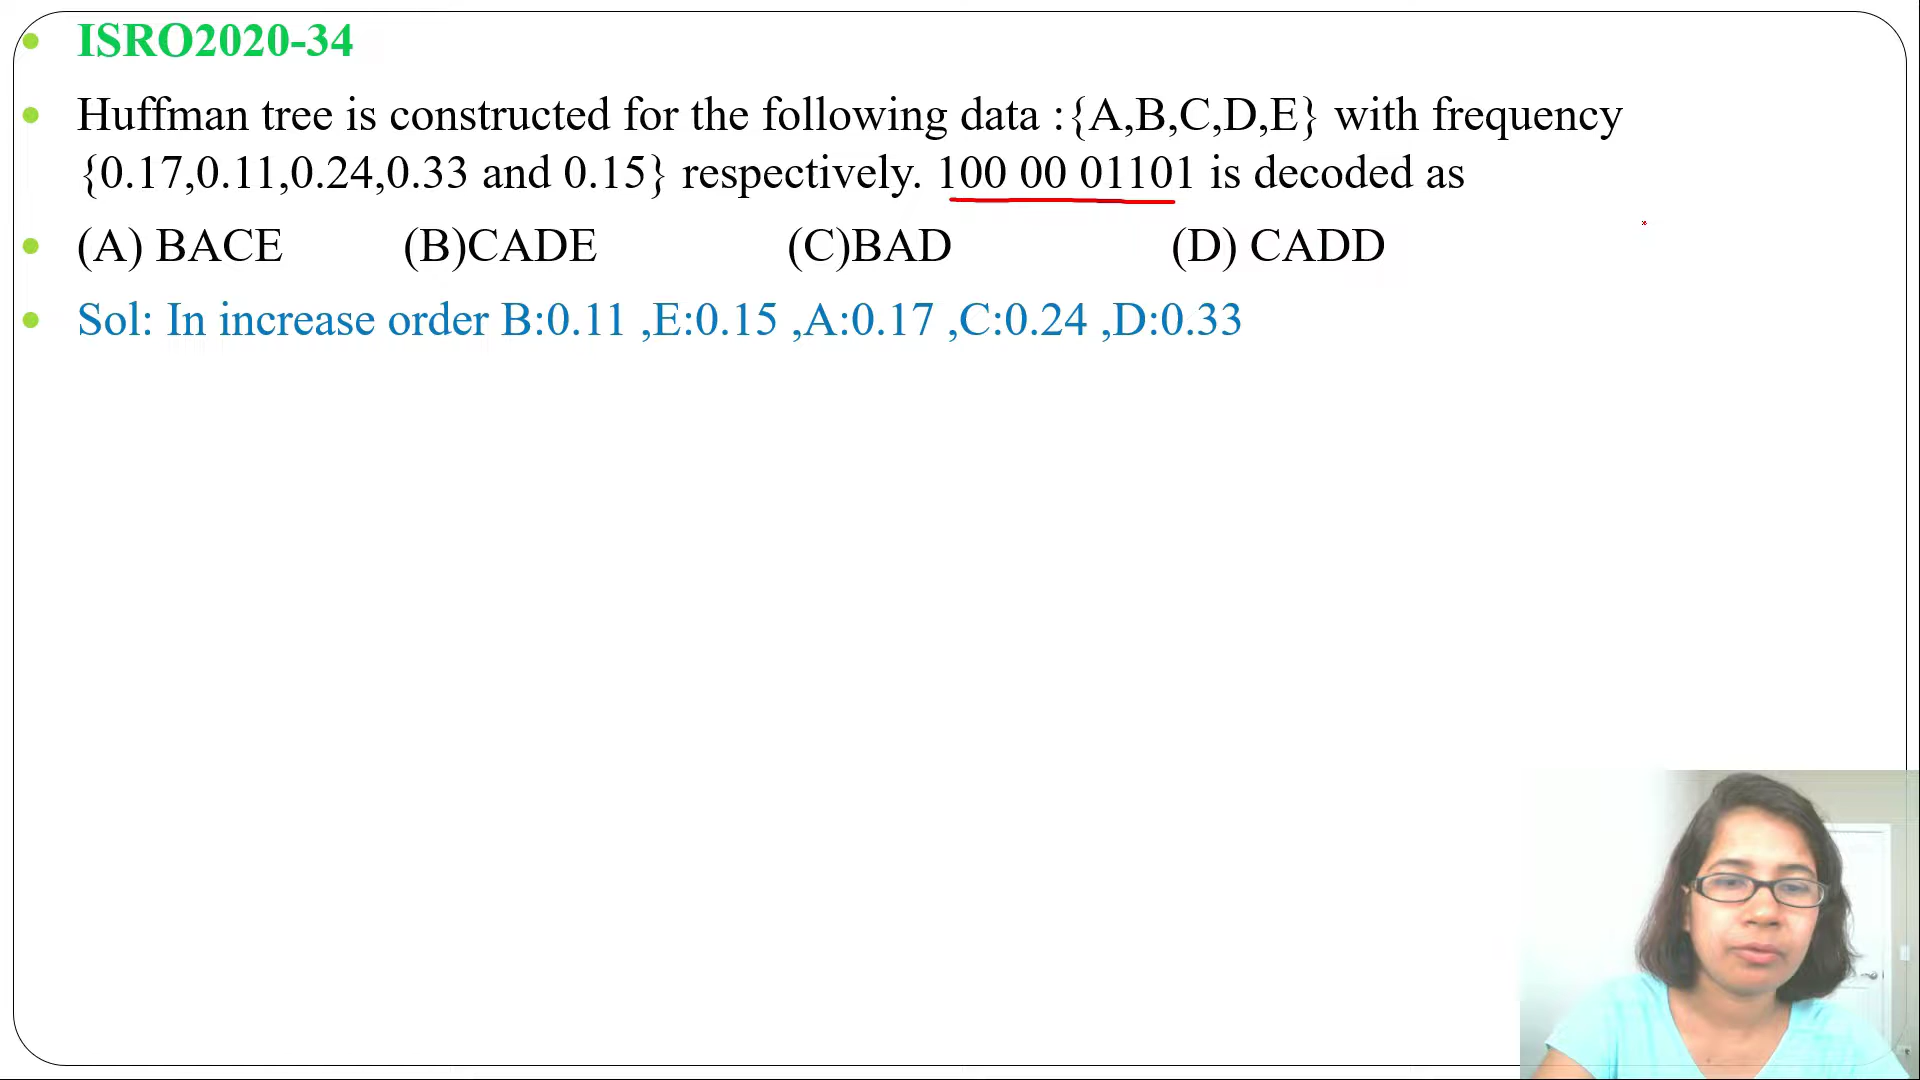 ISRO2020-34
Huffman tree is constructed for the following data :{A,B,C,D,E} with frequency
{0.17,0.11,0.24,0.33 and 0.15} respectively. 100 00 01101 is decoded as
(A) BACE (B)CADE (C)BAD (D) CADD
Sol: In increase order B:0.11 ,E:0.15 ,A:0.17 ,C:0.24 ,D:0.33